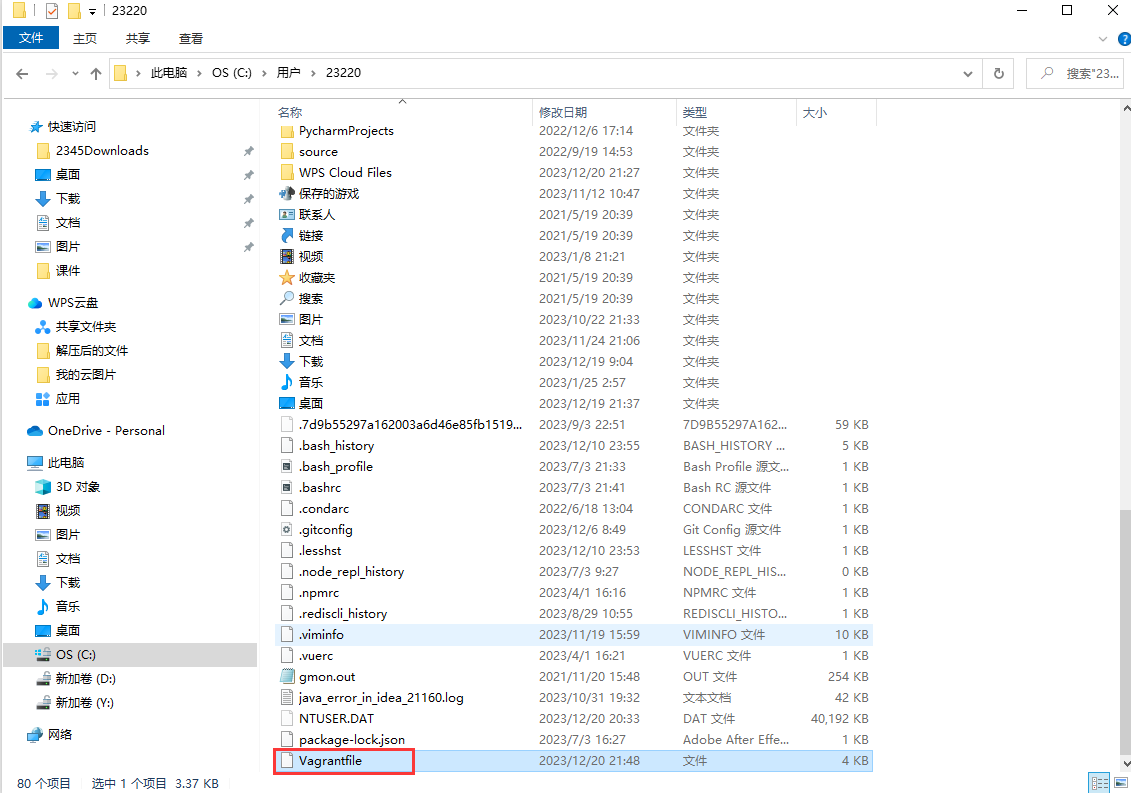 23220
文件 主页 共享 查看
此电脑 OS (C:) 用户 23220 搜索"23...
名称 修改日期 类型 大小
快速访问
2345Downloads
桌面
下载
文档
图片
课件
WPS云盘
共享文件夹
解压后的文件
我的云图片
应用
OneDrive - Personal
此电脑
3D 对象
视频
图片
文档
下载
音乐
桌面
OS (C:)
新加卷 (D:)
新加卷 (Y:)
网络
PycharmProjects 2022/12/6 17:14 文件夹
source 2022/9/19 14:53 文件夹
WPS Cloud Files 2023/12/20 21:27 文件夹
保存的游戏 2023/11/12 10:47 文件夹
联系人 2021/5/19 20:39 文件夹
链接 2021/5/19 20:39 文件夹
视频 2023/1/8 21:21 文件夹
收藏夹 2021/5/19 20:39 文件夹
搜索 2021/5/19 20:39 文件夹
图片 2023/10/22 21:33 文件夹
文档 2023/11/24 21:06 文件夹
下载 2023/12/19 9:04 文件夹
音乐 2023/1/25 2:57 文件夹
桌面 2023/12/19 21:37 文件夹
.7d9b55297a162003a6d46e85fb1519... 2023/9/3 22:51 7D9B55297A162... 59 KB
.bash_history 2023/12/10 23:55 BASH_HISTORY ... 5 KB
.bash_profile 2023/7/3 21:33 Bash Profile 源文... 1 KB
.bashrc 2023/7/3 21:41 Bash RC 源文件 1 KB
.condarc 2022/6/18 13:04 CONDARC 文件 1 KB
.gitconfig 2023/12/6 8:49 Git Config 源文件 1 KB
.lesshst 2023/12/10 23:53 LESSHST 文件 1 KB
.node_repl_history 2023/7/3 9:27 NODE_REPL_HIS... 0 KB
.npmrc 2023/4/1 16:16 NPMRC 文件 1 KB
.rediscli_history 2023/8/29 10:55 REDISCLI_HISTO... 1 KB
.viminfo 2023/11/19 15:59 VIMINFO 文件 10 KB
.vuerc 2023/4/1 16:21 VUERC 文件 1 KB
gmon.out 2021/11/20 15:48 OUT 文件 254 KB
java_error_in_idea_21160.log 2023/10/31 19:32 文本文档 42 KB
NTUSER.DAT 2023/12/20 20:33 DAT 文件 40,192 KB
package-lock.json 2023/7/3 16:27 Adobe After Effe... 1 KB
Vagrantfile 2023/12/20 21:48 文件 4 KB
80 个项目 选中 1 个项目 3.37 KB